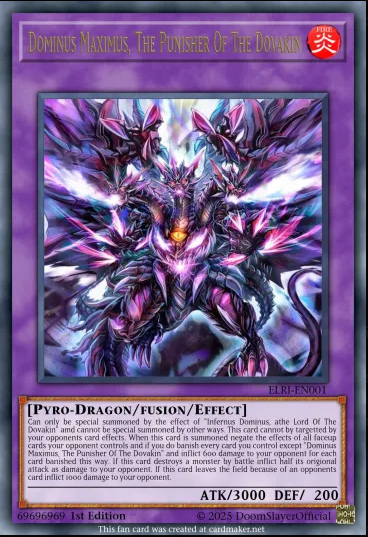 Dominus Maximus, The Punisher Of The Dovakin
FIRE
炎
ELRI-EN001
[Pyro-Dragon/fusion/Effect]
Can only be special summoned by the effect of "Infernus Dominus, athe Lord Of The
Dovakin" and cannot be special summoned by other ways. This card cannot by targetted by
your opponents card effects. When this card is summoned negate the effects of all faceup
cards your opponent controls and if you do banish every card you control except "Dominus
Maximus, The Punisher Of The Dovakin" and inflict 600 damage to your opponent for each
card banished this way. If this card destroys a monster by battle inflict half its origional
attack as damage to your opponent. If this card leaves the field because of an opponents
card inflict 1000 damage to your opponent.
ATK/3000 DEF/ 200
69696969 1st Edition © 2025 DoomSlayerOfficial
This fan card was created at cardmaker.net